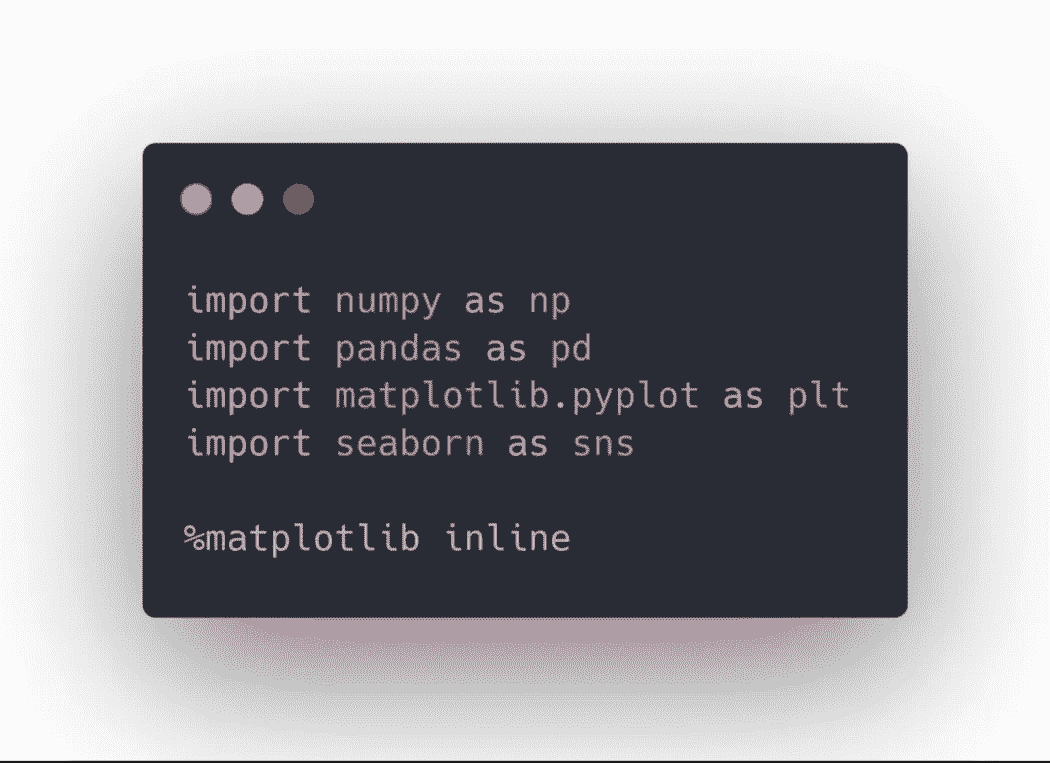 import numpy as np
import pandas as pd
import matplotlib.pyplot as plt
import seaborn as sns
%matplotlib inline